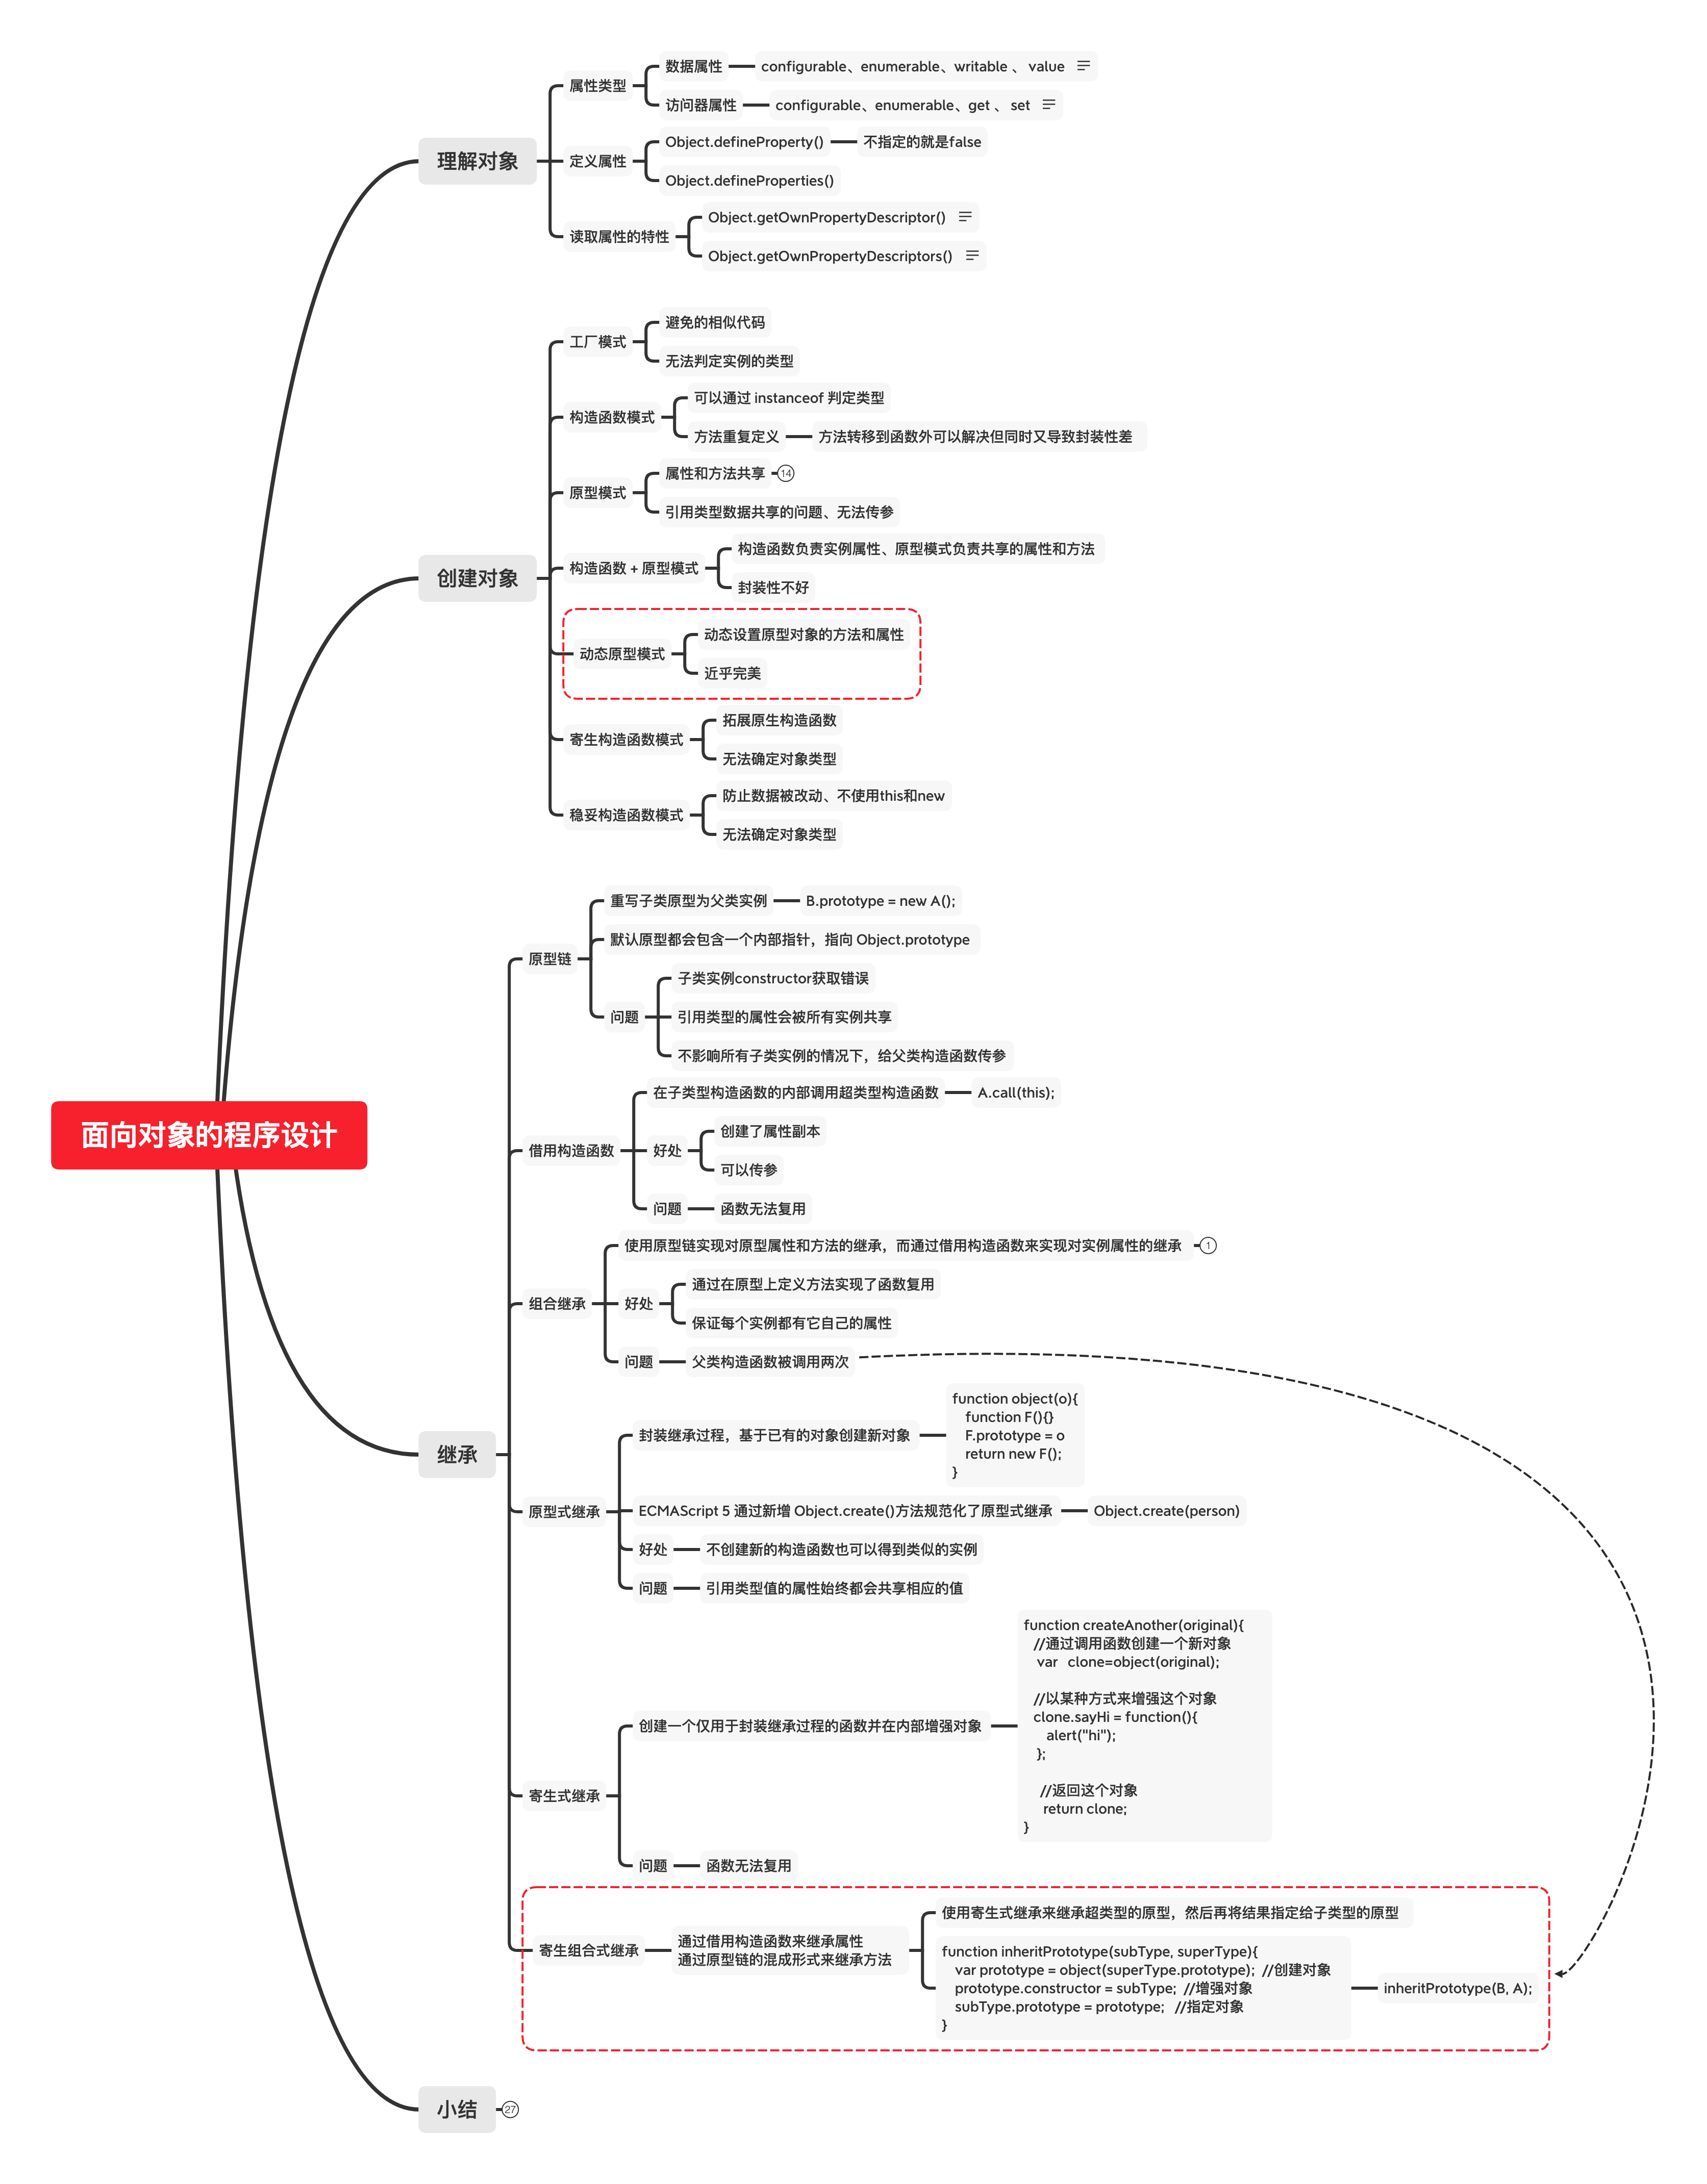 面向对象的程序设计
理解对象
属性类型
数据属性
configurable、enumerable、writable 、 value
访问器属性
configurable、enumerable、get 、 set
定义属性
Object.defineProperty()
不指定的就是false
Object.defineProperties()
读取属性的特性
Object.getOwnPropertyDescriptor()
Object.getOwnPropertyDescriptors()
创建对象
工厂模式
避免的相似代码
无法判定实例的类型
构造函数模式
可以通过 instanceof 判定类型
方法重复定义
方法转移到函数外可以解决但同时又导致封装性差
原型模式
属性和方法共享
14
引用类型数据共享的问题、无法传参
构造函数 + 原型模式
构造函数负责实例属性、原型模式负责共享的属性和方法
封装性不好
动态原型模式
动态设置原型对象的方法和属性
近乎完美
寄生构造函数模式
拓展原生构造函数
无法确定对象类型
稳妥构造函数模式
防止数据被改动、不使用this和new
无法确定对象类型
继承
原型链
重写子类原型为父类实例
B.prototype = new A();
默认原型都会包含一个内部指针，指向 Object.prototype
问题
子类实例constructor获取错误
引用类型的属性会被所有实例共享
不影响所有子类实例的情况下，给父类构造函数传参
借用构造函数
在子类型构造函数的内部调用超类型构造函数
A.call(this);
好处
创建了属性副本
可以传参
问题
函数无法复用
组合继承
使用原型链实现对原型属性和方法的继承，而通过借用构造函数来实现对实例属性的继承
1
好处
通过在原型上定义方法实现了函数复用
保证每个实例都有它自己的属性
问题
父类构造函数被调用两次
原型式继承
封装继承过程，基于已有的对象创建新对象
function object(o){
function F(){}
F.prototype = o
return new F();
}
ECMAScript 5 通过新增 Object.create()方法规范化了原型式继承
Object.create(person)
好处
不创建新的构造函数也可以得到类似的实例
问题
引用类型值的属性始终都会共享相应的值
寄生式继承
创建一个仅用于封装继承过程的函数并在内部增强对象
function createAnother(original){
//通过调用函数创建一个新对象
var clone=object(original);
//以某种方式来增强这个对象
clone.sayHi = function(){
alert("hi");
};
//返回这个对象
return clone;
}
问题
函数无法复用
寄生组合式继承
通过借用构造函数来继承属性
通过原型链的混成形式来继承方法
使用寄生式继承来继承超类型的原型，然后再将结果指定给子类型的原型
function inheritPrototype(subType, superType){
var prototype = object(superType.prototype); //创建对象
prototype.constructor = subType; //增强对象
subType.prototype = prototype; //指定对象
}
inheritPrototype(B, A);
小结
27